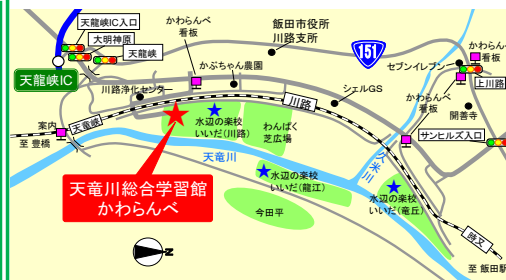 天龍峡IC入口
大明神原
天龍峡
天龍峡IC
かわらんべ
看板
飯田市役所
川路支所
151
セブンイレブン
かわらんべ
看板
上川路
開善寺
かぶちゃん農園
川路浄化センター
川路
シェルGS
かわらんべ
看板
サンヒルズ入口
案内
至 豊橋
天竜峡
水辺の楽校
いいだ(川路)
わんぱく
芝広場
久米川
天竜川
天竜川総合学習館
かわらんべ
水辺の楽校
いいだ(龍江)
水辺の楽校
いいだ(竜丘)
今田平
時又
至 飯田駅
N